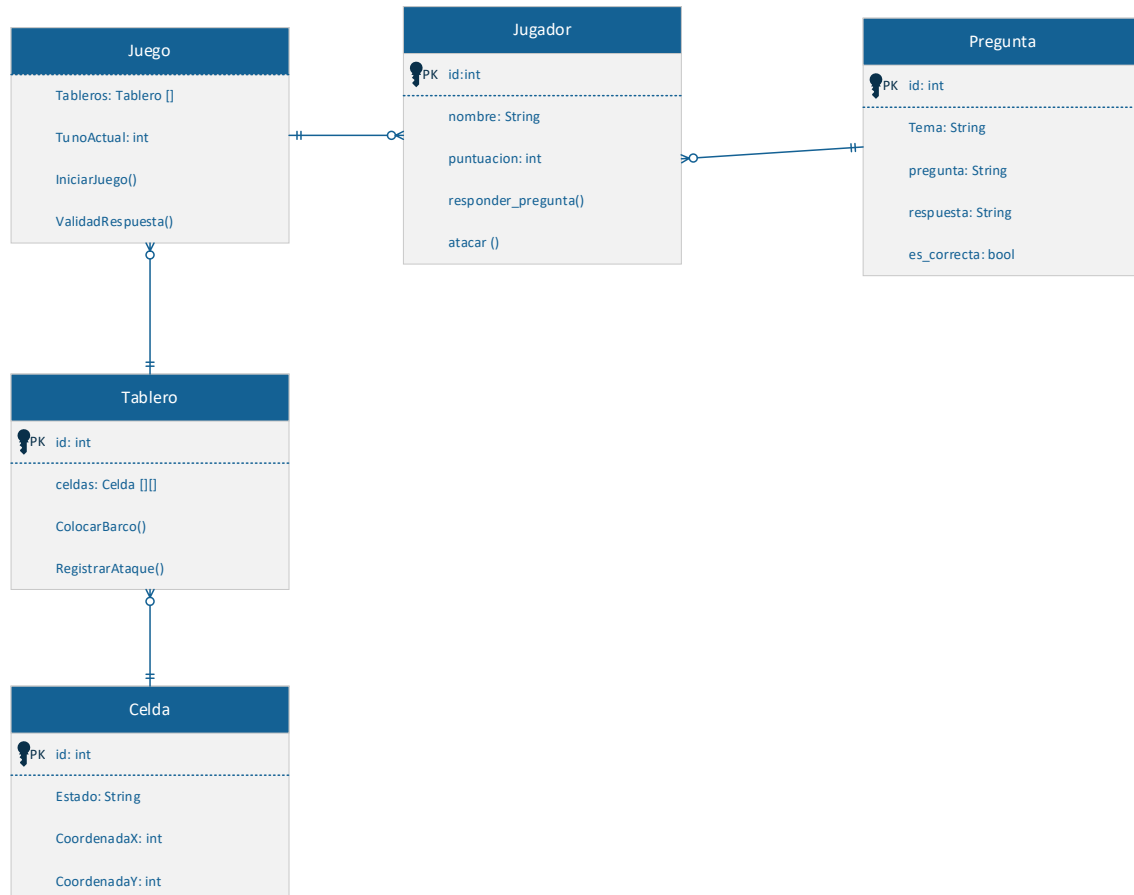 Juego
Tableros: Tablero []
TunoActual: int
IniciarJuego()
ValidadRespuesta()
Jugador
PK id:int
nombre: String
puntuacion: int
responder_pregunta()
atacar ()
Pregunta
PK id: int
Tema: String
pregunta: String
respuesta: String
es_correcta: bool
Tablero
PK id: int
celdas: Celda [][]
ColocarBarco()
RegistrarAtaque()
Celda
PK id: int
Estado: String
CoordenadaX: int
CoordenadaY: int